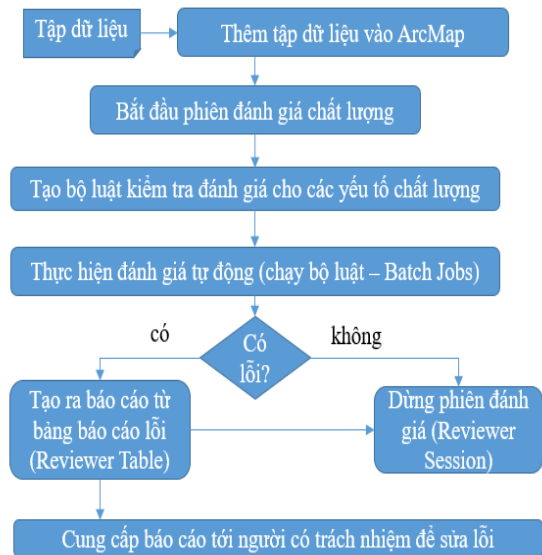 Tập dữ liệu
Thêm tập dữ liệu vào ArcMap
Bắt đầu phiên đánh giá chất lượng
Tạo bộ luật kiểm tra đánh giá cho các yếu tố chất lượng
Thực hiện đánh giá tự động (chạy bộ luật – Batch Jobs)
có
không
Có
lỗi?
Tạo ra báo cáo từ
bảng báo cáo lỗi
(Reviewer Table)
Dừng phiên đánh
giá (Reviewer
Session)
Cung cấp báo cáo tới người có trách nhiệm để sửa lỗi